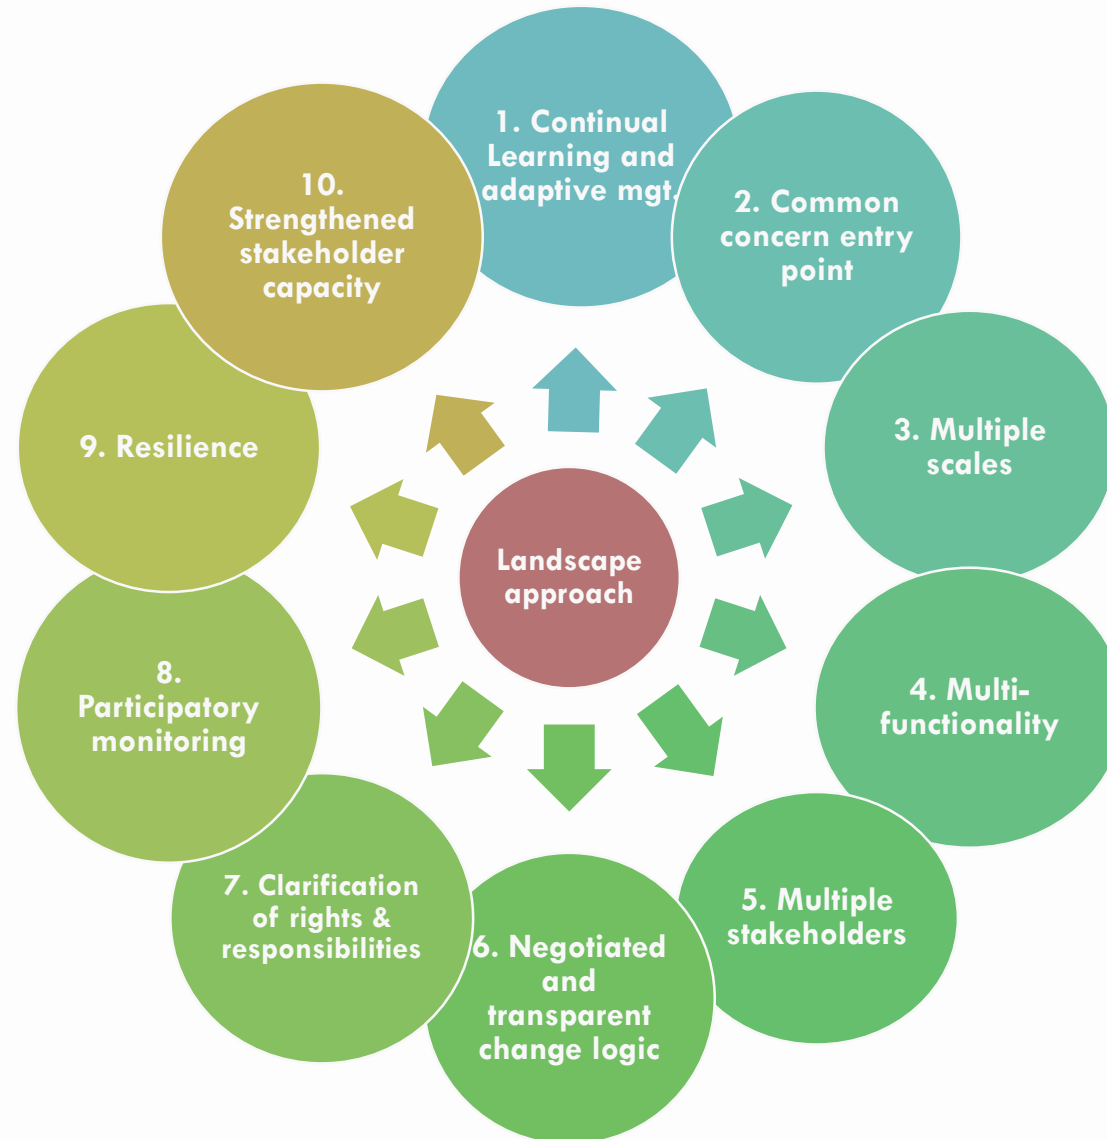 1. Continual
Learning and
adaptive mgt.
2. Common
concern entry
point
3. Multiple
scales
4. Multi-
functionality
5. Multiple
stakeholders
6. Negotiated
and
transparent
change logic
7. Clarification
of rights &
responsibilities
8.
Participatory
monitoring
9. Resilience
10.
Strengthened
stakeholder
capacity
Landscape
approach